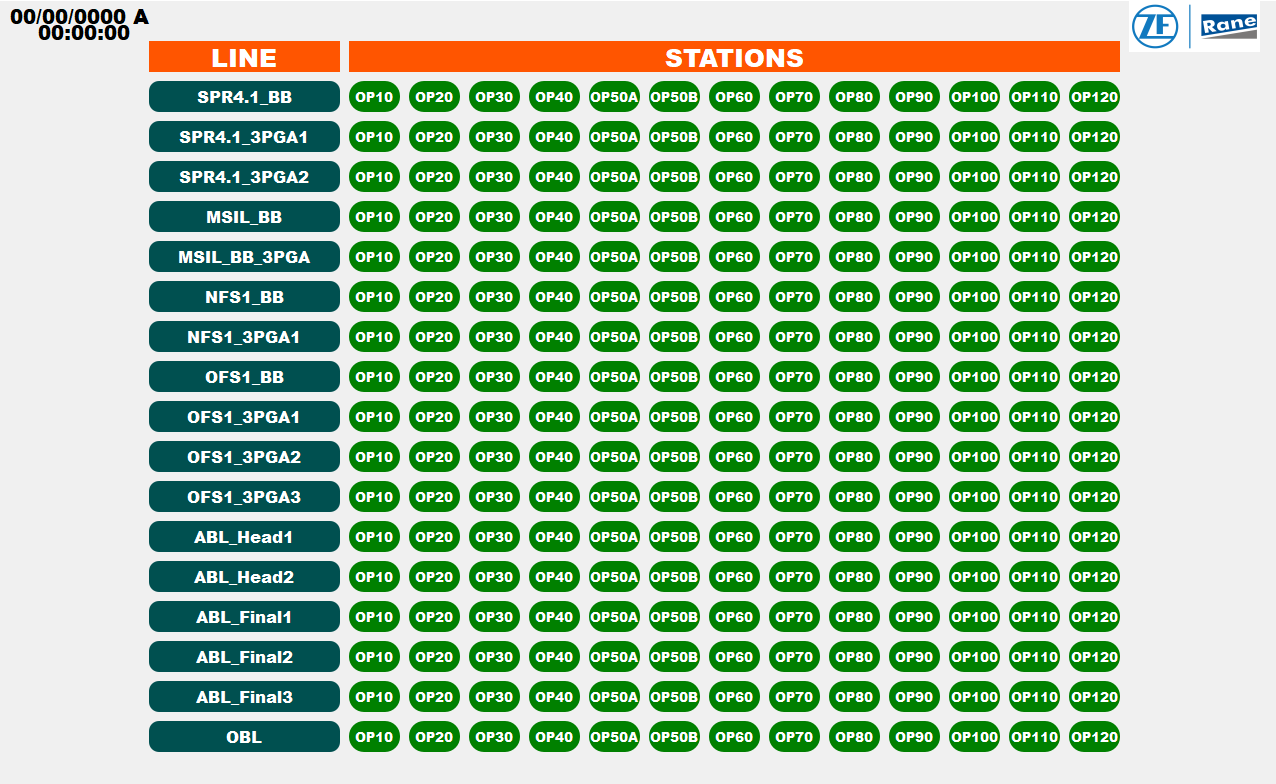 00/00/0000 A
00:00:00
ZF Rane
LINE STATIONS
SPR4.1_BB OP10 OP20 OP30 OP40 OP50A OP50B OP60 OP70 OP80 OP90 OP100 OP110 OP120
SPR4.1_3PGA1 OP10 OP20 OP30 OP40 OP50A OP50B OP60 OP70 OP80 OP90 OP100 OP110 OP120
SPR4.1_3PGA2 OP10 OP20 OP30 OP40 OP50A OP50B OP60 OP70 OP80 OP90 OP100 OP110 OP120
MSIL_BB OP10 OP20 OP30 OP40 OP50A OP50B OP60 OP70 OP80 OP90 OP100 OP110 OP120
MSIL_BB_3PGA OP10 OP20 OP30 OP40 OP50A OP50B OP60 OP70 OP80 OP90 OP100 OP110 OP120
NFS1_BB OP10 OP20 OP30 OP40 OP50A OP50B OP60 OP70 OP80 OP90 OP100 OP110 OP120
NFS1_3PGA1 OP10 OP20 OP30 OP40 OP50A OP50B OP60 OP70 OP80 OP90 OP100 OP110 OP120
OFS1_BB OP10 OP20 OP30 OP40 OP50A OP50B OP60 OP70 OP80 OP90 OP100 OP110 OP120
OFS1_3PGA1 OP10 OP20 OP30 OP40 OP50A OP50B OP60 OP70 OP80 OP90 OP100 OP110 OP120
OFS1_3PGA2 OP10 OP20 OP30 OP40 OP50A OP50B OP60 OP70 OP80 OP90 OP100 OP110 OP120
OFS1_3PGA3 OP10 OP20 OP30 OP40 OP50A OP50B OP60 OP70 OP80 OP90 OP100 OP110 OP120
ABL_Head1 OP10 OP20 OP30 OP40 OP50A OP50B OP60 OP70 OP80 OP90 OP100 OP110 OP120
ABL_Head2 OP10 OP20 OP30 OP40 OP50A OP50B OP60 OP70 OP80 OP90 OP100 OP110 OP120
ABL_Final1 OP10 OP20 OP30 OP40 OP50A OP50B OP60 OP70 OP80 OP90 OP100 OP110 OP120
ABL_Final2 OP10 OP20 OP30 OP40 OP50A OP50B OP60 OP70 OP80 OP90 OP100 OP110 OP120
ABL_Final3 OP10 OP20 OP30 OP40 OP50A OP50B OP60 OP70 OP80 OP90 OP100 OP110 OP120
OBL OP10 OP20 OP30 OP40 OP50A OP50B OP60 OP70 OP80 OP90 OP100 OP110 OP120